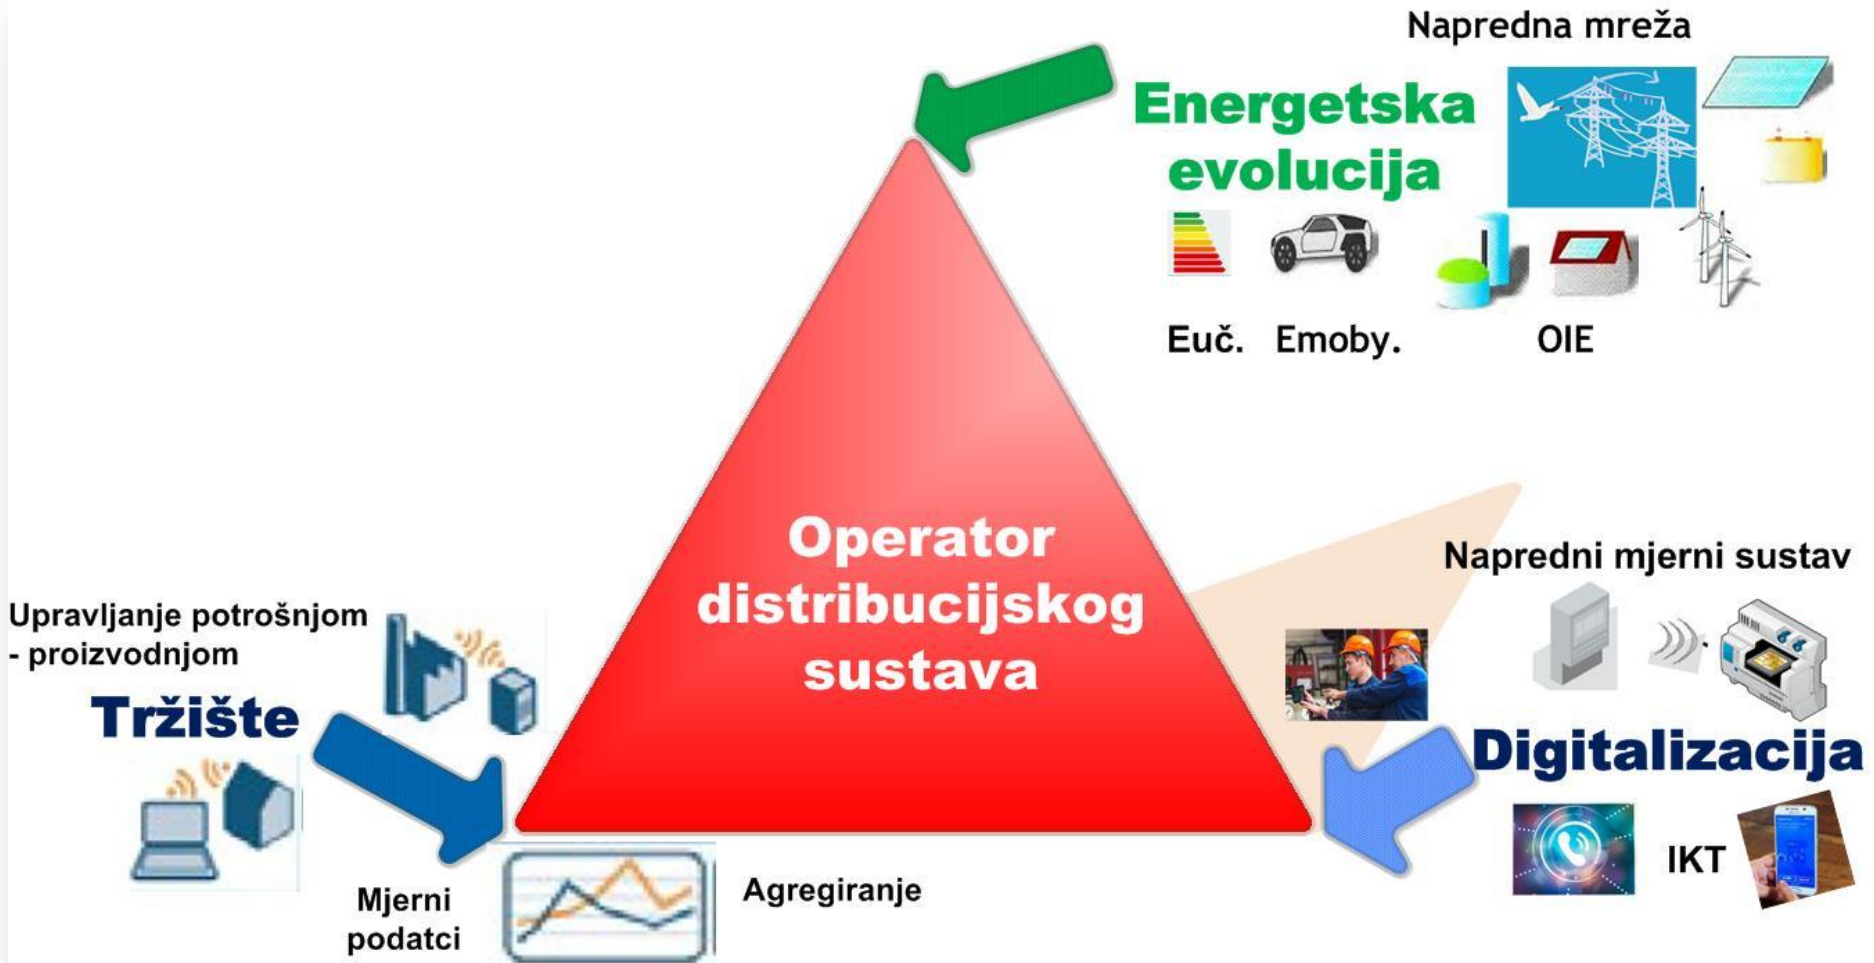 Napredna mreža
Energetska
evolucija
Euč. Emoby. OIE
Operator
distribucijskog
sustava
Upravljanje potrošnjom
- proizvodnjom
Tržište
Mjerni
podatci
Agregiranje
Napredni mjerni sustav
Digitalizacija
IKT